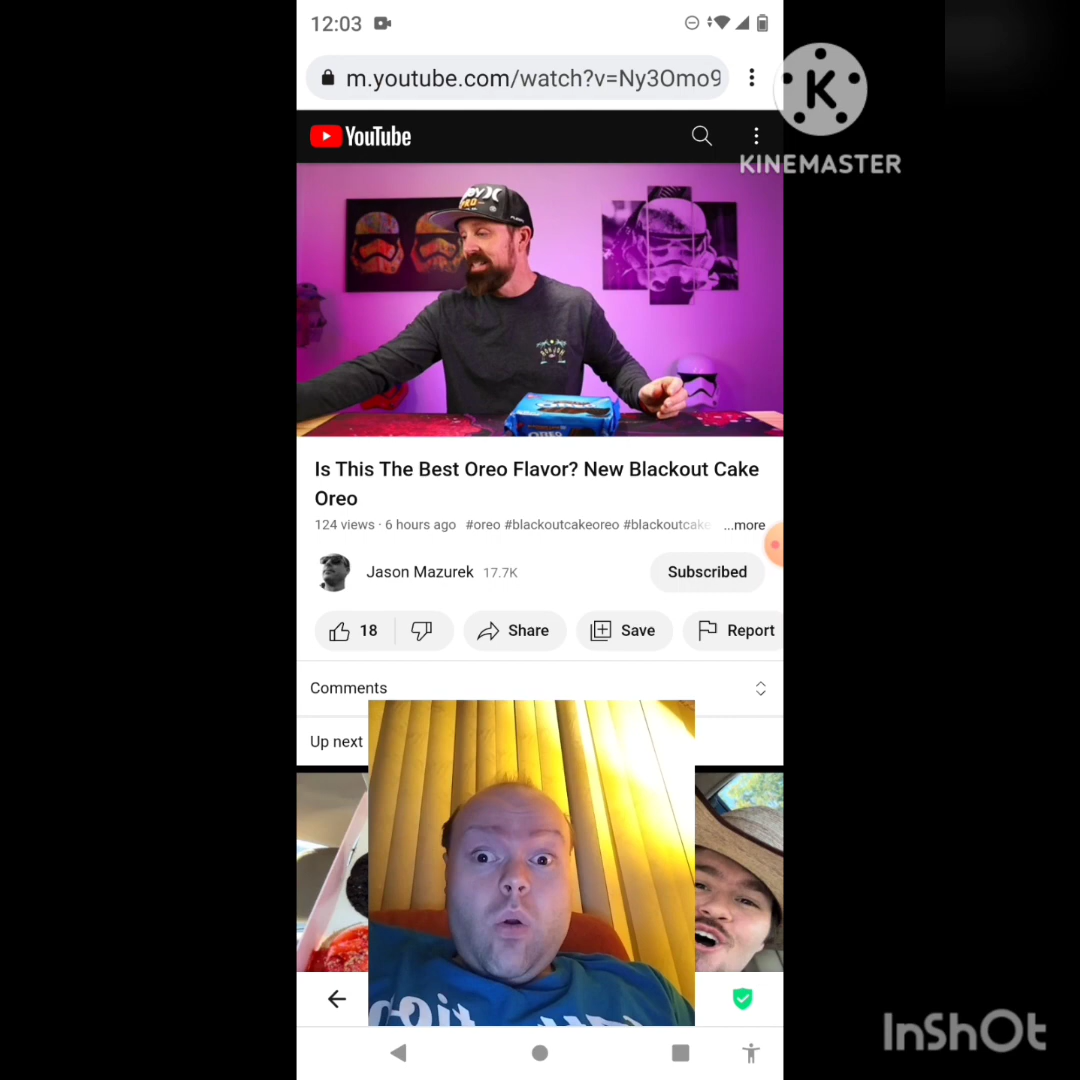 12:03
m.youtube.com/watch?v=Ny3Omo9
K
KINEMASTER
YouTube
PRO
OREO
Is This The Best Oreo Flavor? New Blackout Cake
Oreo
124 views · 6 hours ago #oreo #blackoutcakeoreo #blackoutcake ...more
Jason Mazurek 17.7K
Subscribed
18
Share
Save
Report
Comments
Up next
InShOt